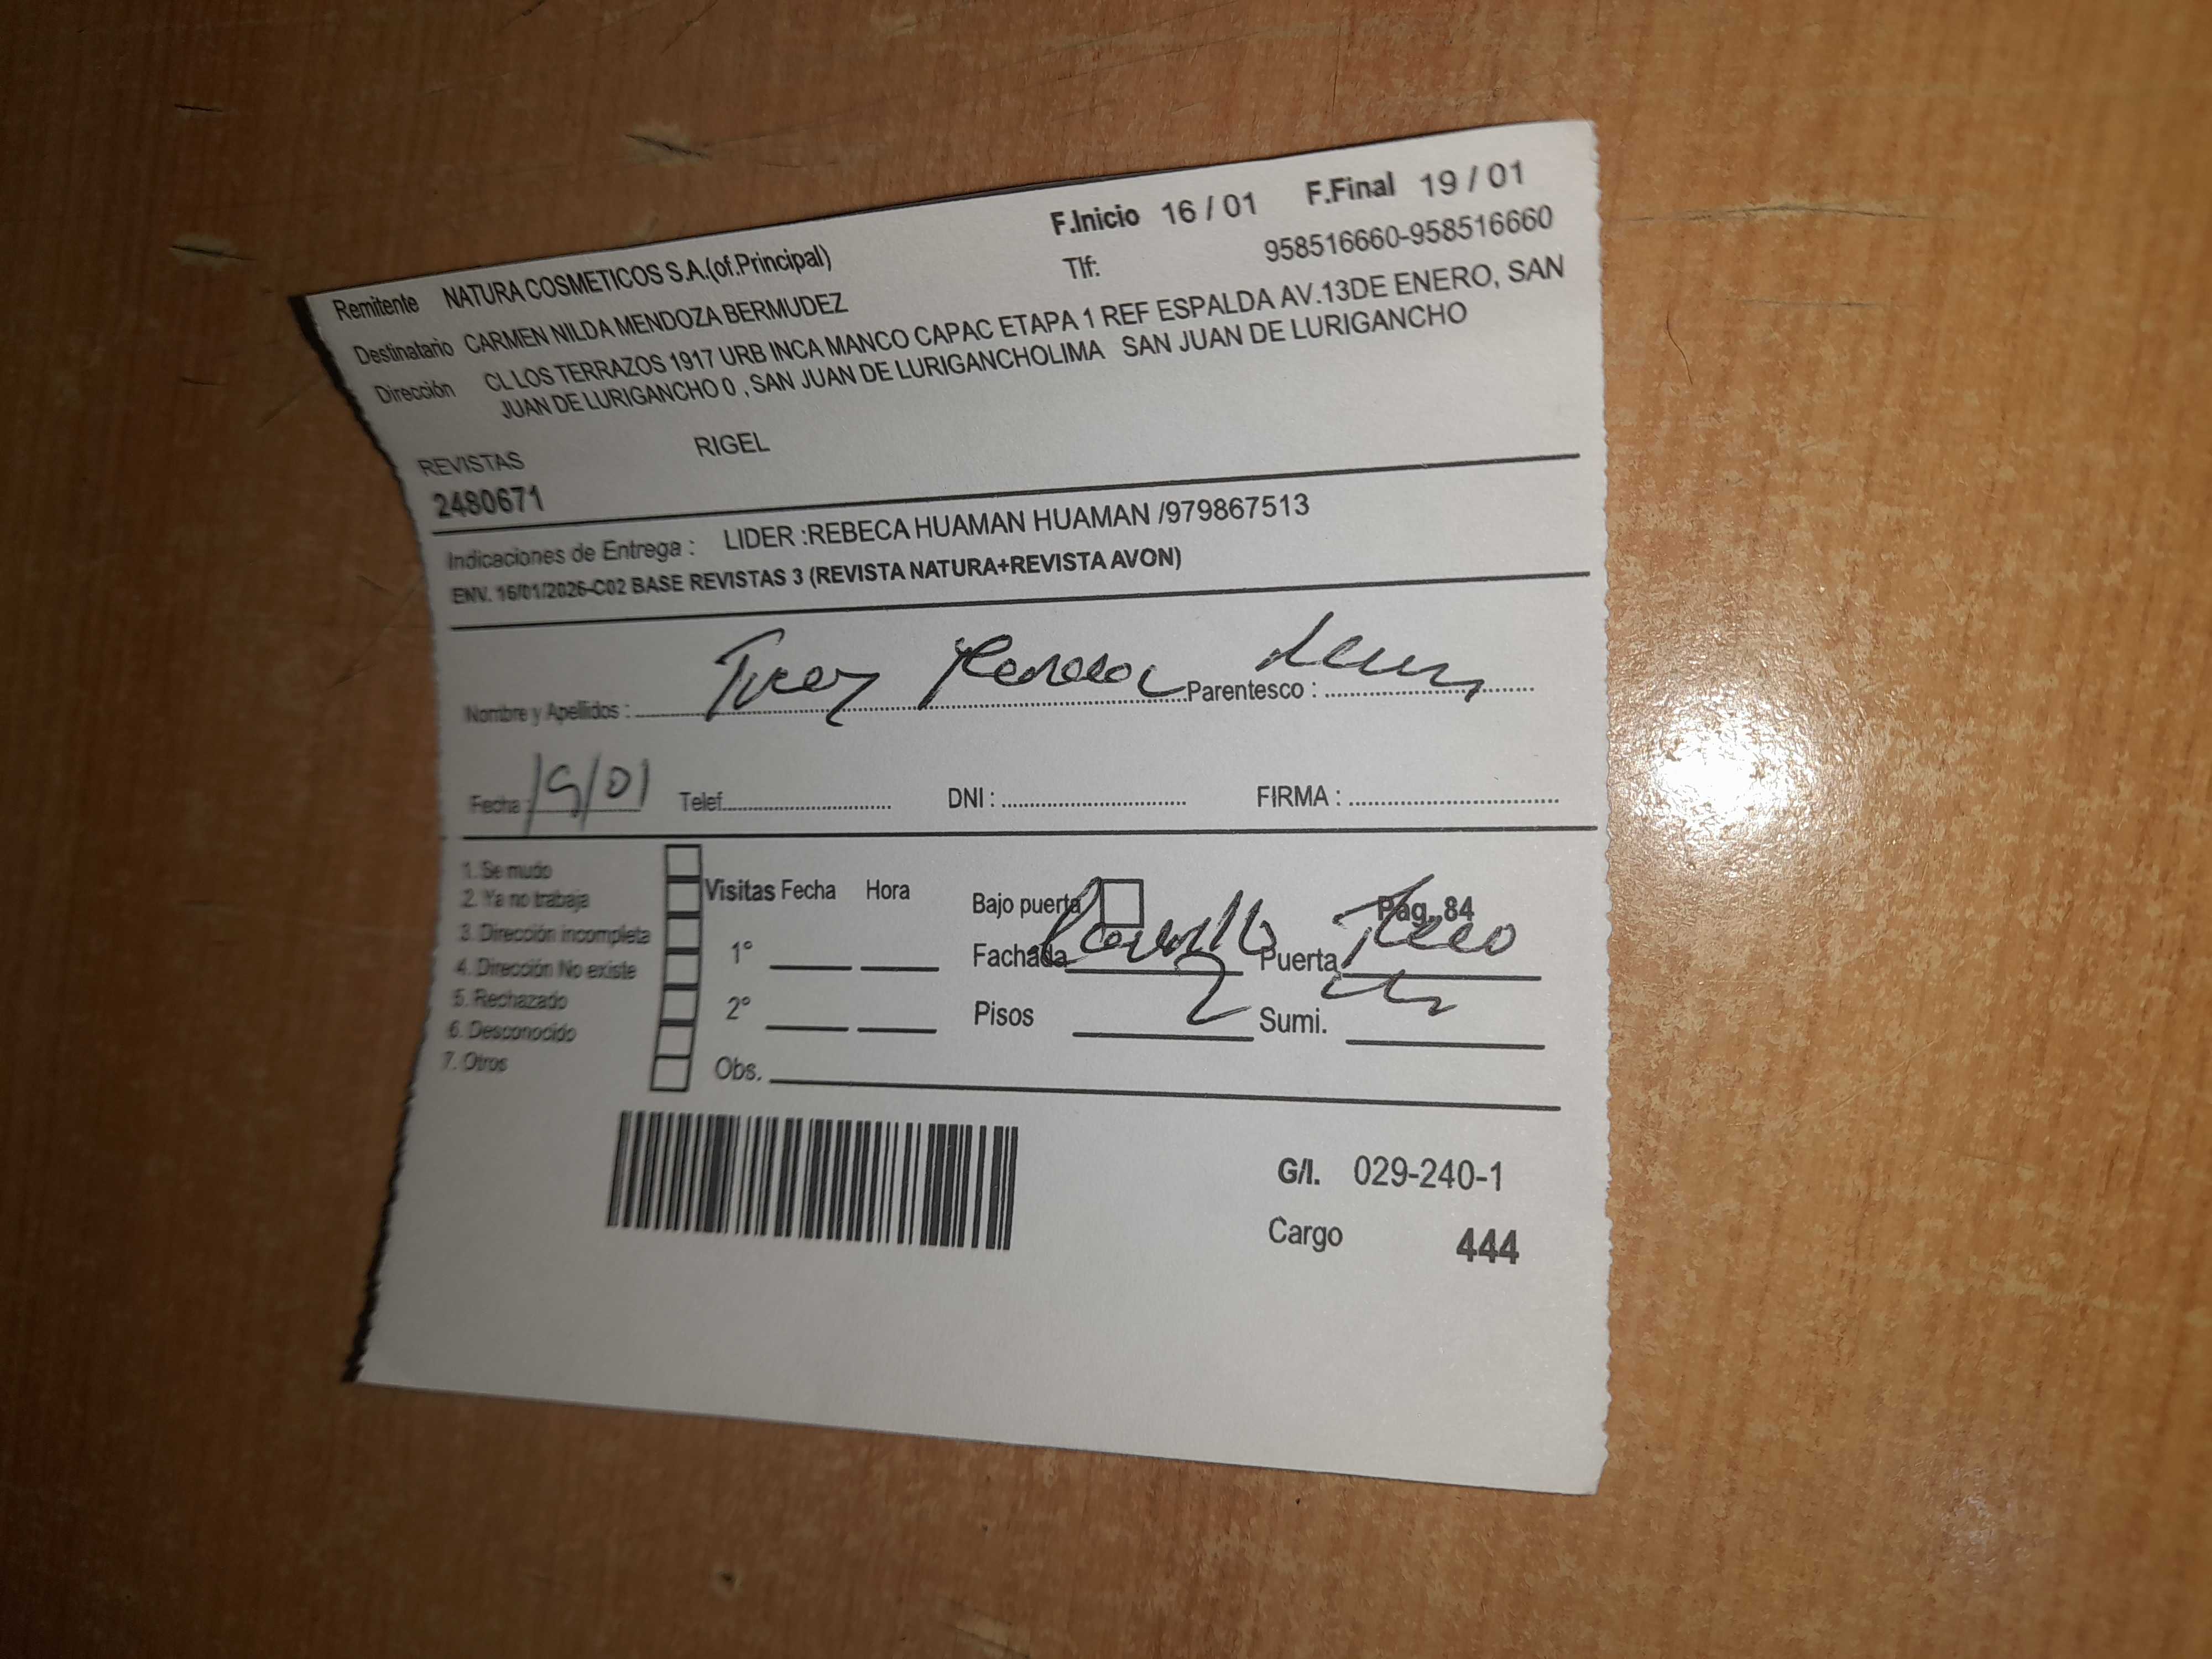 F.Inicio 16 / 01 F.Final 19 / 01
Remitente NATURA COSMETICOS S.A.(of.Principal) Tlf: 958516660-958516660
Destinatario CARMEN NILDA MENDOZA BERMUDEZ
Dirección CL LOS TERRAZOS 1917 URB INCA MANCO CAPAC ETAPA 1 REF ESPALDA AV.13DE ENERO, SAN
JUAN DE LURIGANCHO 0 , SAN JUAN DE LURIGANCHOLIMA SAN JUAN DE LURIGANCHO
REVISTAS RIGEL
2480671
Indicaciones de Entrega : LIDER :REBECA HUAMAN HUAMAN /979867513
ENV. 16/01/2026-C02 BASE REVISTAS 3 (REVISTA NATURA+REVISTA AVON)
Nombre y Apellidos : Parentesco :
Fecha : 19/01 Telef. DNI : FIRMA :
1. Se mudo
2. Ya no trabaja Visitas Fecha Hora Bajo puerta Pag. 84
3. Dirección incompleta 1° Fachada Puerta
4. Dirección No existe
5. Rechazado 2° Pisos 2 Sumi.
6. Desconocido
7. Otros Obs.
G/I. 029-240-1
Cargo 444